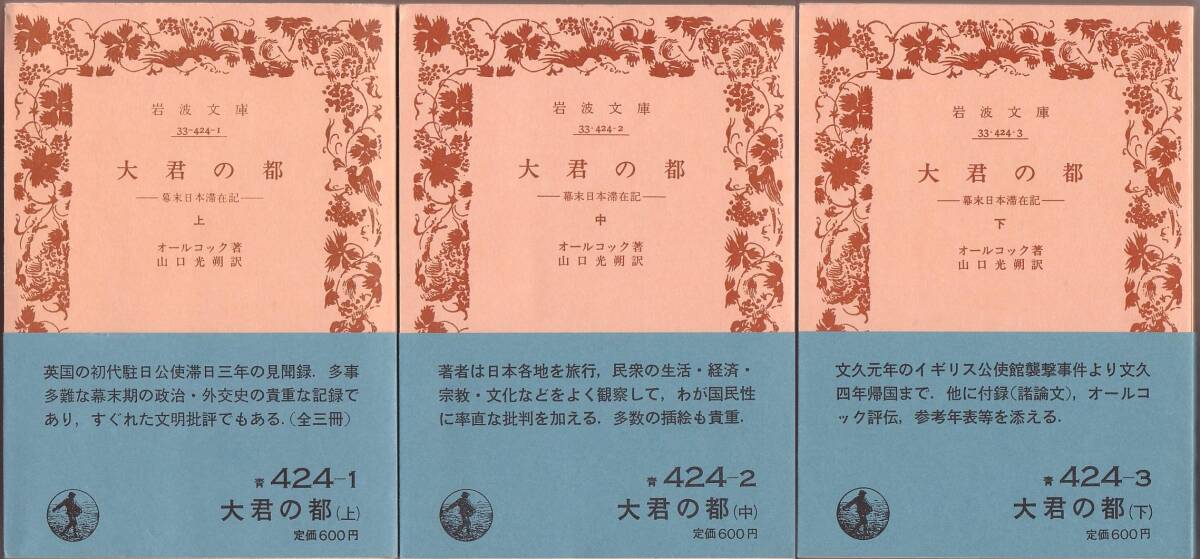 岩波文庫
33-424-1
大君の都
――幕末日本滞在記――
上
オールコック著
山口光朔訳
英国の初代駐日公使滞日三年の見聞録．多事
多難な幕末期の政治・外交史の貴重な記録で
あり，すぐれた文明批評でもある．（全三冊）
青 424-1
大君の都（上）
定価600円
岩波文庫
33-424-2
大君の都
――幕末日本滞在記――
中
オールコック著
山口光朔訳
著者は日本各地を旅行，民衆の生活・経済・
宗教・文化などをよく観察して，わが国民性
に率直な批判を加える．多数の插絵も貴重．
青 424-2
大君の都（中）
定価600円
岩波文庫
33-424-3
大君の都
――幕末日本滞在記――
下
オールコック著
山口光朔訳
文久元年のイギリス公使館襲撃事件より文久
四年帰国まで．他に付録（諸論文），オールコ
ック評伝，参考年表等を添える．
青 424-3
大君の都（下）
定価600円